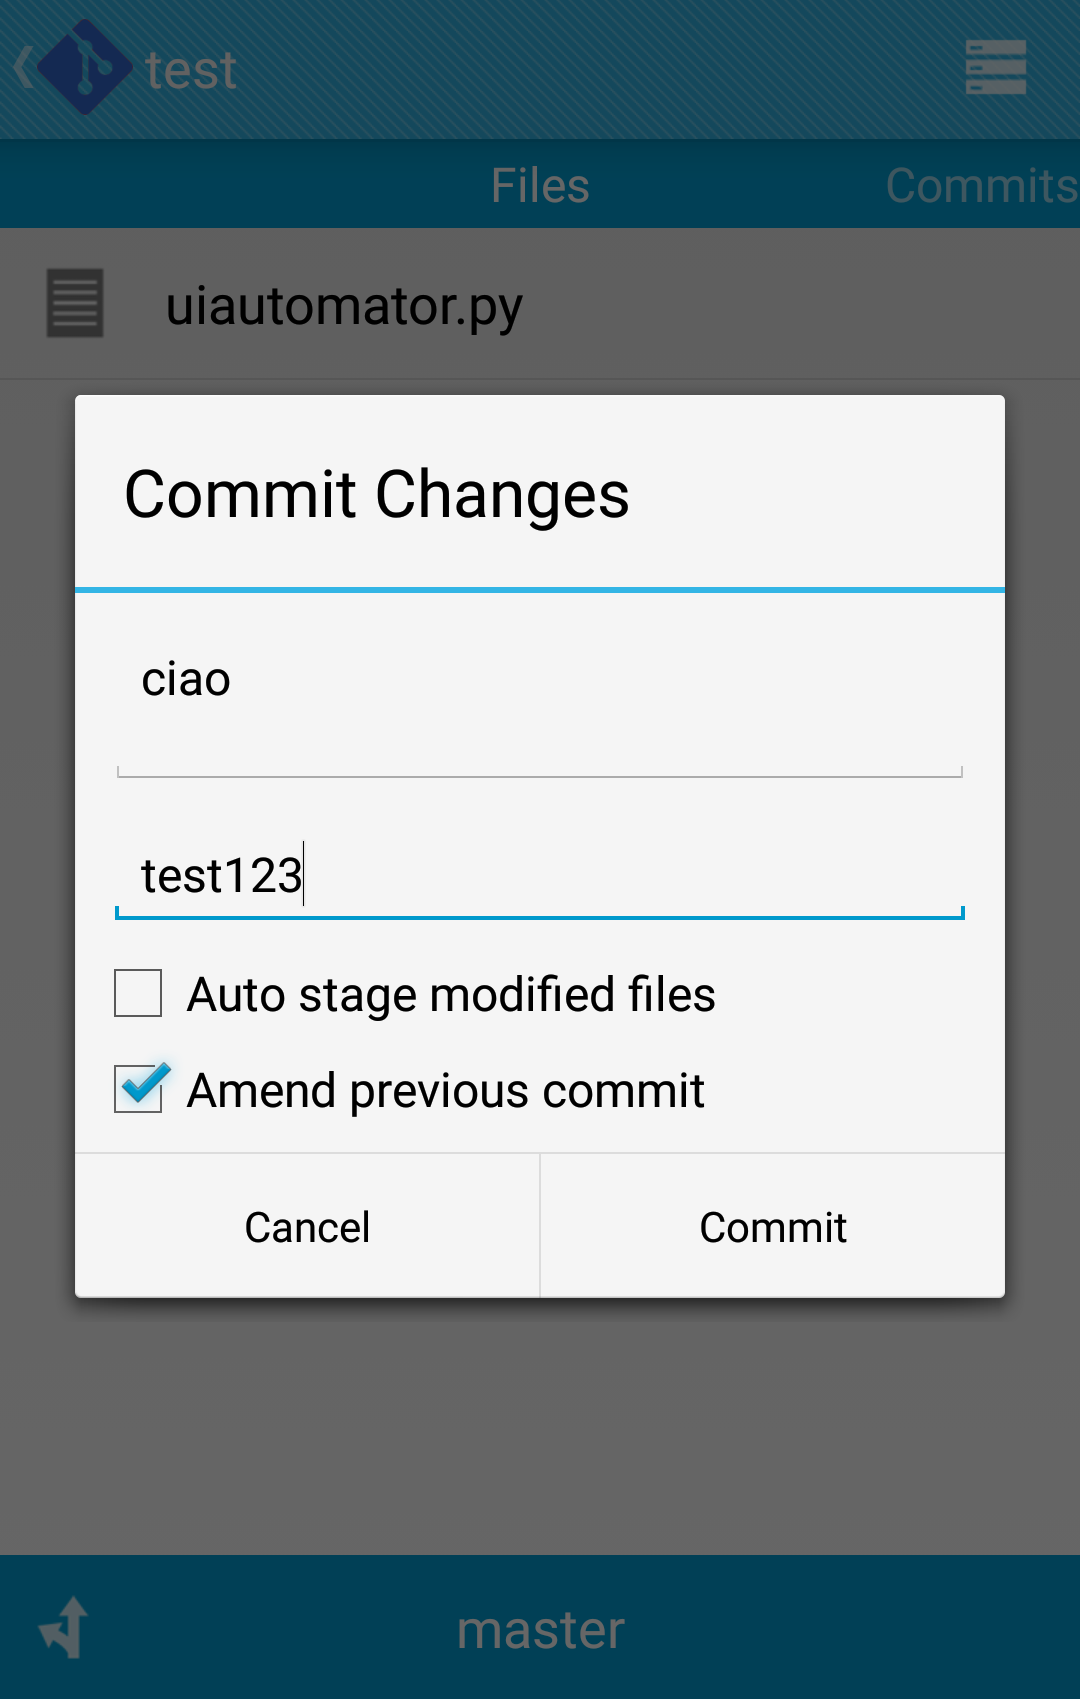 test
Files Commits
uiautomator.py
Commit Changes
ciao
test123
Auto stage modified files
Amend previous commit
Cancel Commit
master